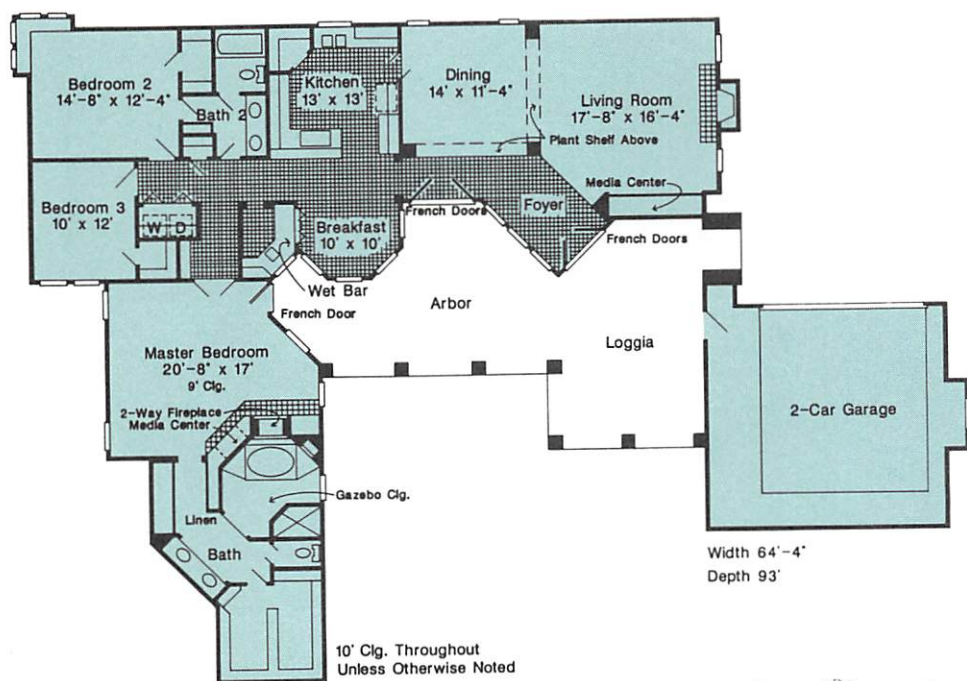 Bedroom 2
14'-8" x 12'-4"
Bath 2
Kitchen
13' x 13'
Dining
14' x 11'-4"
Living Room
17'-8" x 16'-4"
Plant Shelf Above
Media Center
Bedroom 3
10' x 12'
W D
Breakfast
10' x 10'
French Doors
Foyer
French Doors
Wet Bar
French Door
Arbor
Loggia
Master Bedroom
20'-8" x 17'
9' Clg.
2-Way Fireplace
Media Center
2-Car Garage
Gazebo Clg.
Linen
Bath
Width 64'-4"
Depth 93'
10' Clg. Throughout
Unless Otherwise Noted